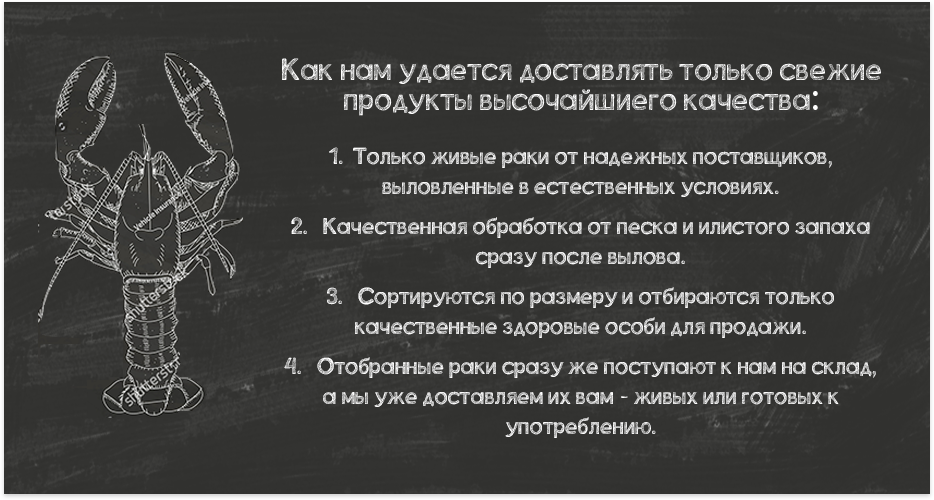 Как нам удается доставлять только свежие
продукты высочайшиего качества:
1. Только живые раки от надежных поставщиков,
выловленные в естественных условиях.
2. Качественная обработка от песка и илистого запаха
сразу после вылова.
3. Сортируются по размеру и отбираются только
качественные здоровые особи для продажи.
4. Отобранные раки сразу же поступают к нам на склад,
а мы уже доставляем их вам - живых или готовых к
употреблению.